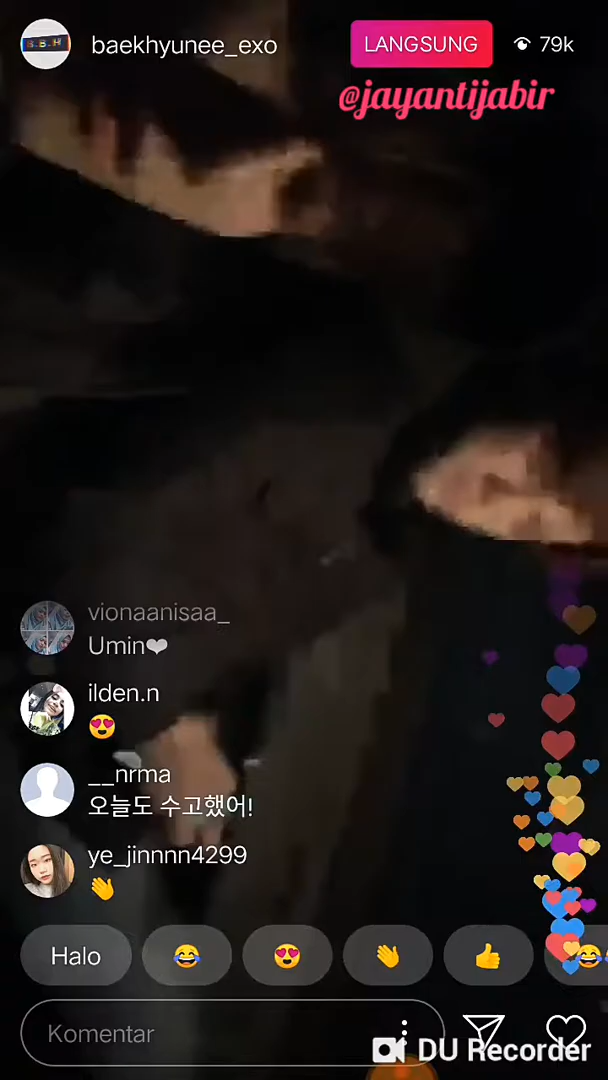 B.B.H
baekhyunee_exo
LANGSUNG
79k
@jayantijabir
vionaanisaa_
Umin❤
ilden.n
😍
__nrma
오늘도 수고했어!
ye_jinnnn4299
👏
Halo 😂 😍 👏 👍 😂
Komentar
DU Recorder